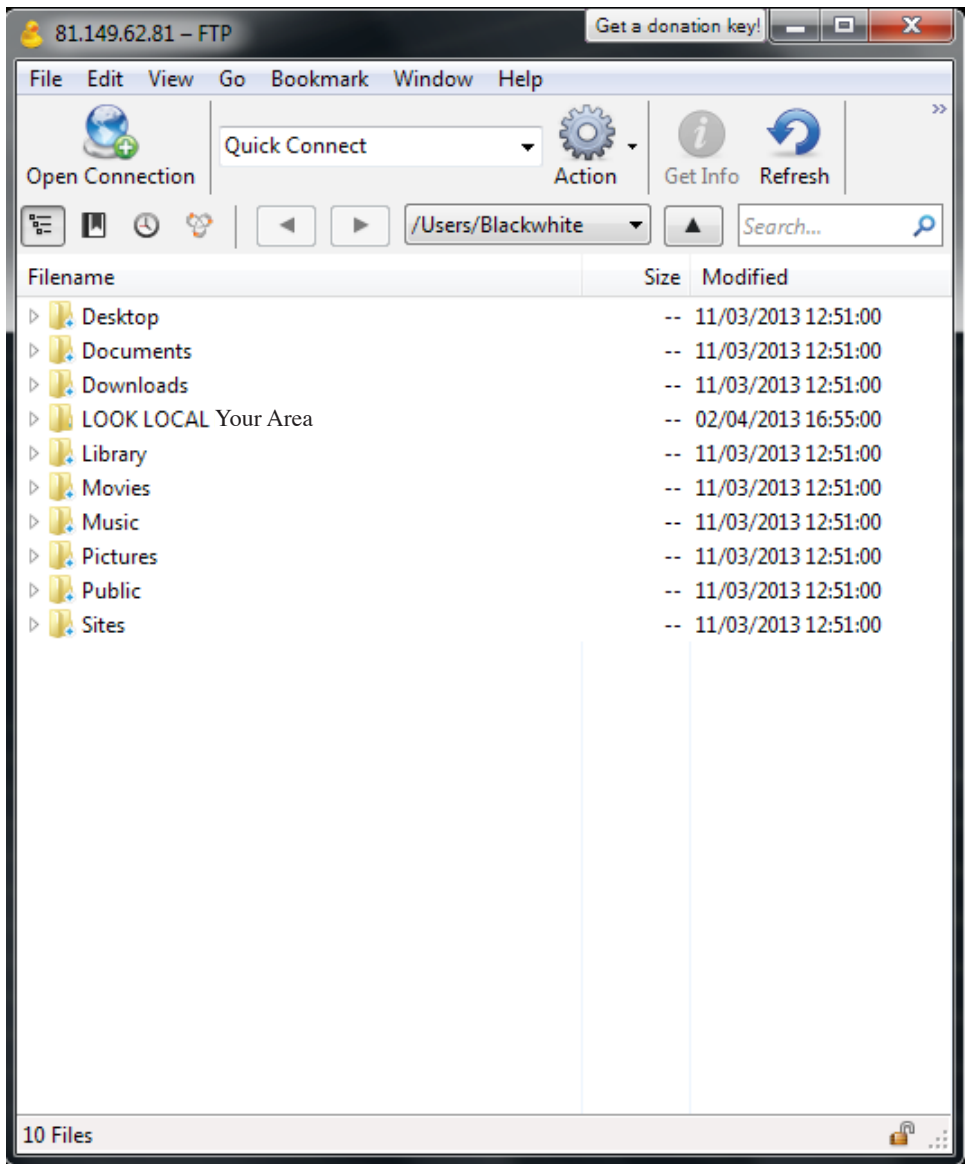 81.149.62.81 – FTP Get a donation key!
File Edit View Go Bookmark Window Help
Open Connection Quick Connect Action Get Info Refresh »
/Users/Blackwhite Search...
Filename Size Modified
Desktop -- 11/03/2013 12:51:00
Documents -- 11/03/2013 12:51:00
Downloads -- 11/03/2013 12:51:00
LOOK LOCAL Your Area -- 02/04/2013 16:55:00
Library -- 11/03/2013 12:51:00
Movies -- 11/03/2013 12:51:00
Music -- 11/03/2013 12:51:00
Pictures -- 11/03/2013 12:51:00
Public -- 11/03/2013 12:51:00
Sites -- 11/03/2013 12:51:00
10 Files